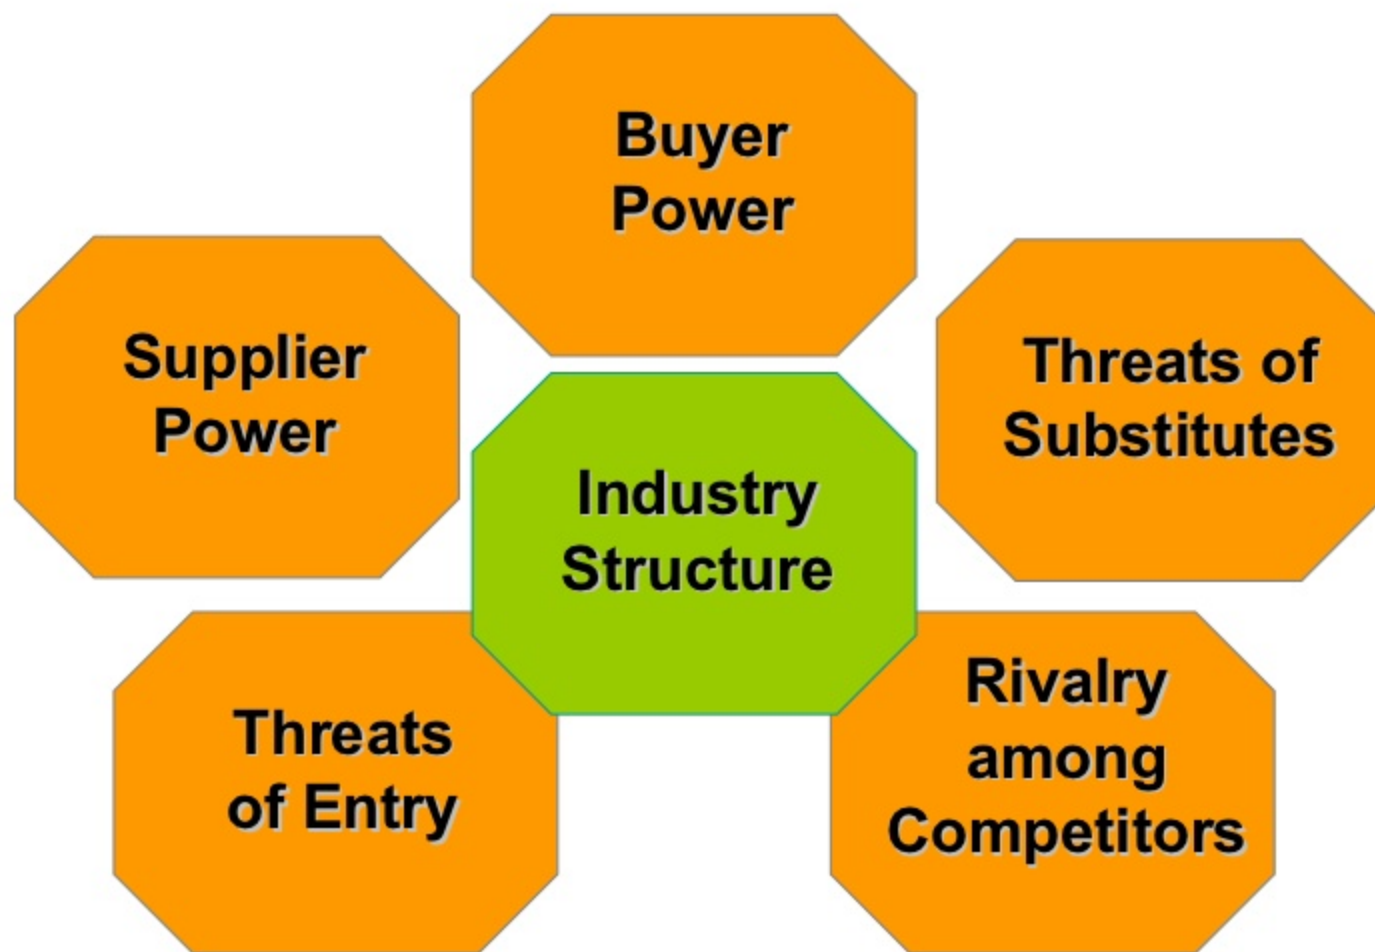 Buyer
Power
Supplier
Power
Threats of
Substitutes
Industry
Structure
Threats
of Entry
Rivalry
among
Competitors